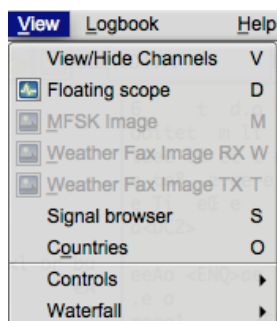 View Logbook Help
View/Hide Channels V
Floating scope D
MFSK Image M
Weather Fax Image RX W
Weather Fax Image TX T
Signal browser S
Countries O
Controls
Waterfall